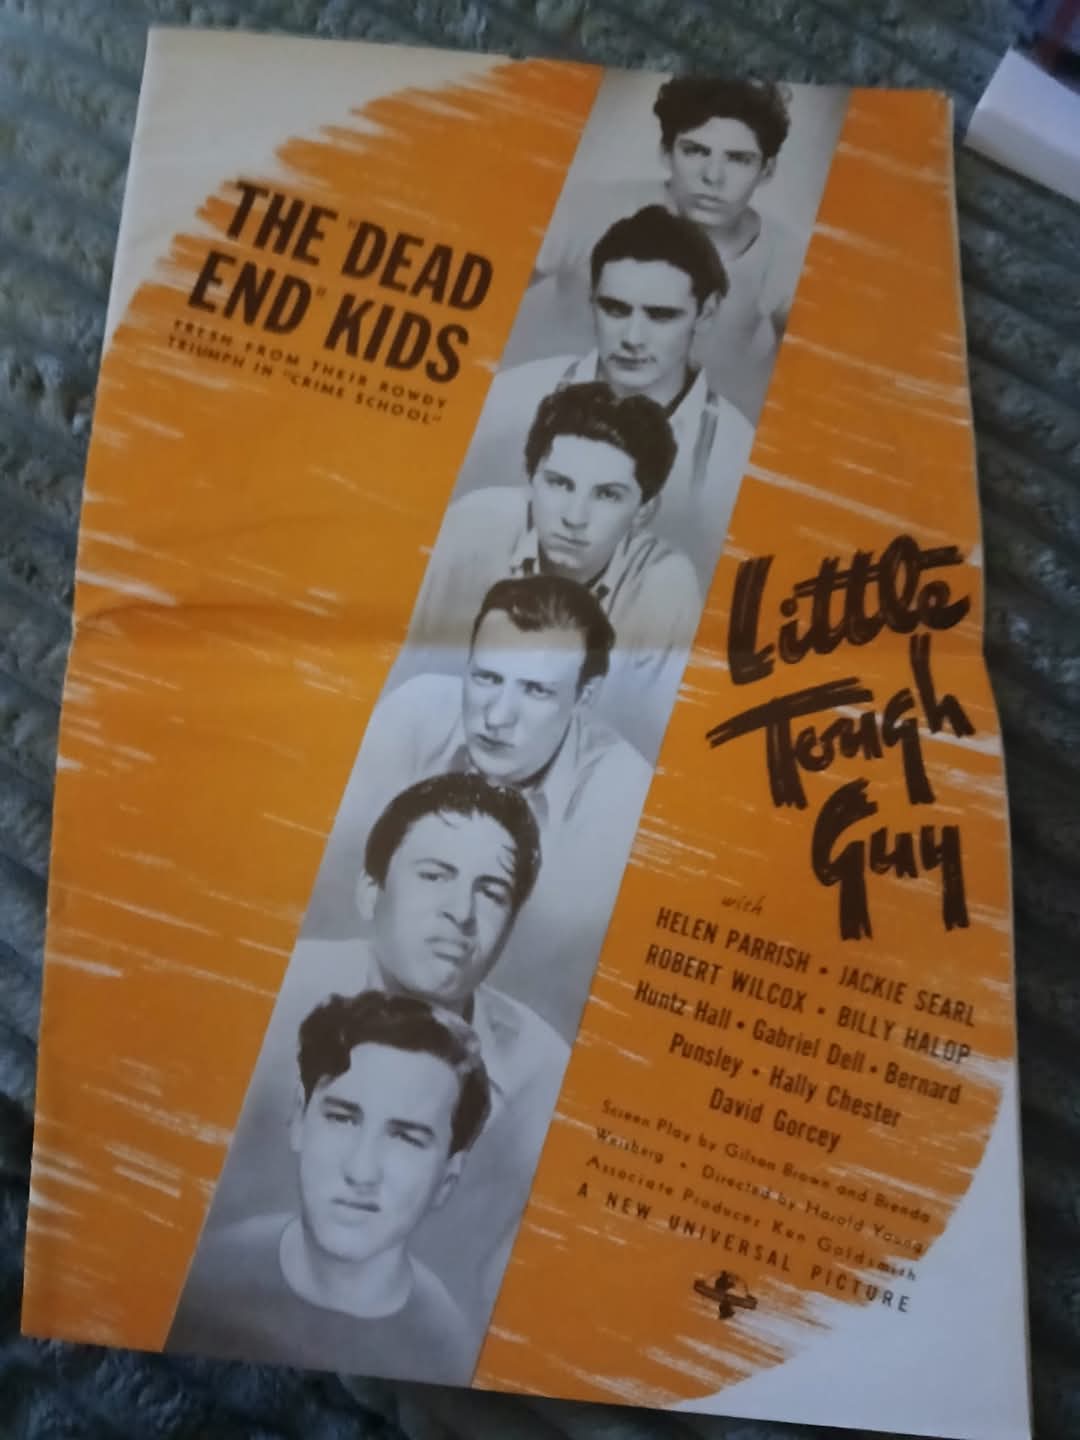 THE "DEAD
END" KIDS
FRESH FROM THEIR ROWDY
TRIUMPH IN "CRIME SCHOOL"
Little
Tough
Guy
with
HELEN PARRISH • JACKIE SEARL
ROBERT WILCOX • BILLY HALOP
Huntz Hall • Gabriel Dell • Bernard
Punsley • Hally Chester
David Gorcey
Screen Play by Gilson Brown and Brenda
Weisberg • Directed by Harold Young
Associate Producer Ken Goldsmith
A NEW UNIVERSAL PICTURE